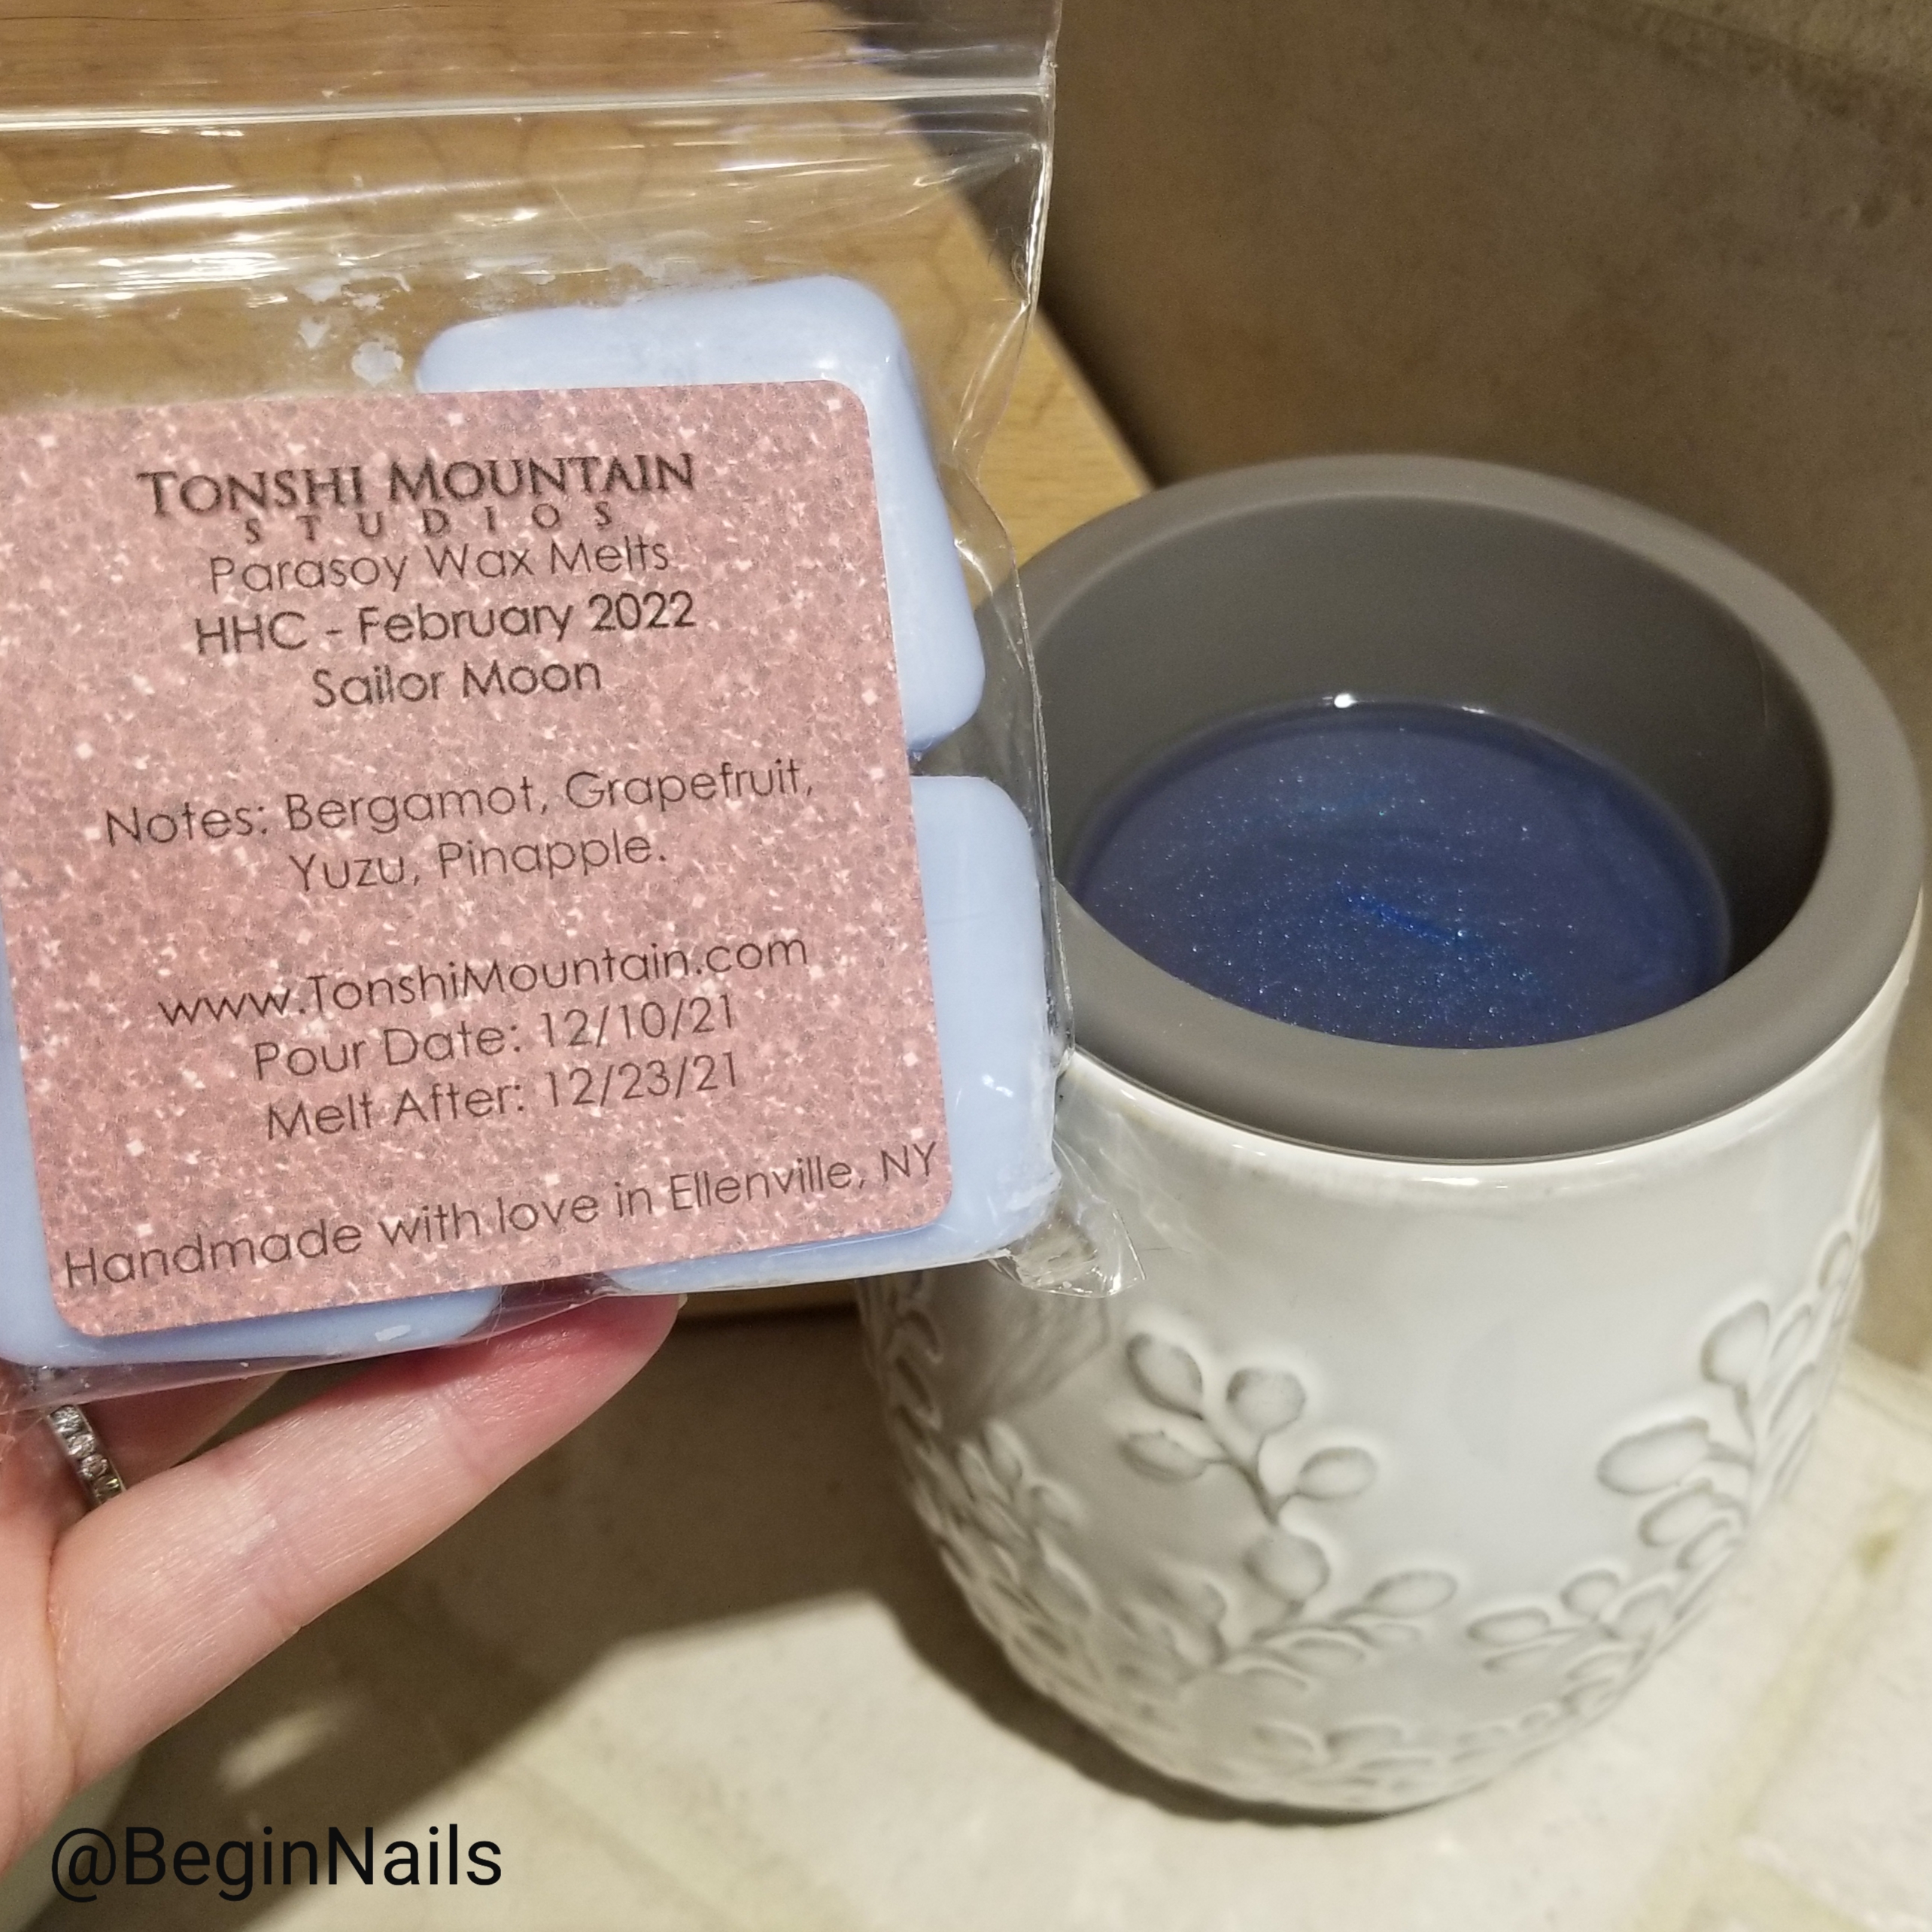 TONSHI MOUNTAIN
STUDIOS
Parasoy Wax Melts
HHC - February 2022
Sailor Moon
Notes: Bergamot, Grapefruit,
Yuzu, Pinapple.
www.TonshiMountain.com
Pour Date: 12/10/21
Melt After: 12/23/21
Handmade with love in Ellenville, NY
@BeginNails